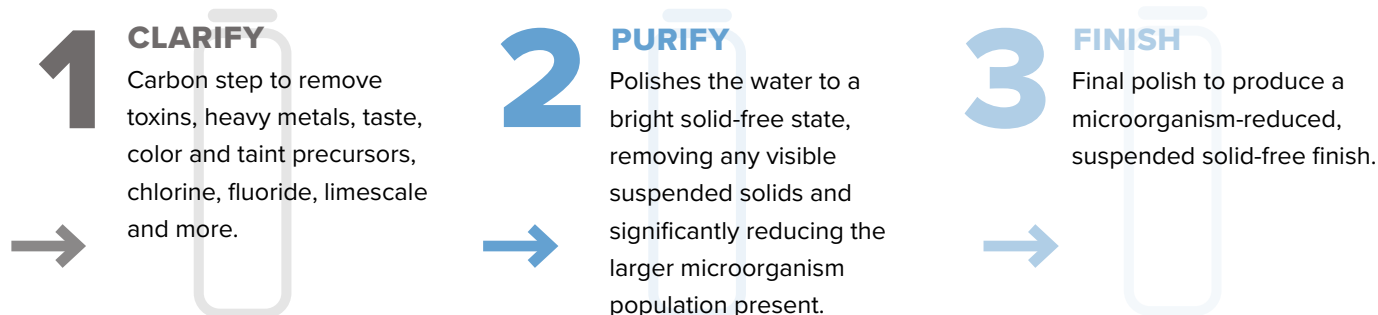 1
CLARIFY
Carbon step to remove
toxins, heavy metals, taste,
color and taint precursors,
chlorine, fluoride, limescale
and more.
2
PURIFY
Polishes the water to a
bright solid-free state,
removing any visible
suspended solids and
significantly reducing the
larger microorganism
population present.
3
FINISH
Final polish to produce a
microorganism-reduced,
suspended solid-free finish.